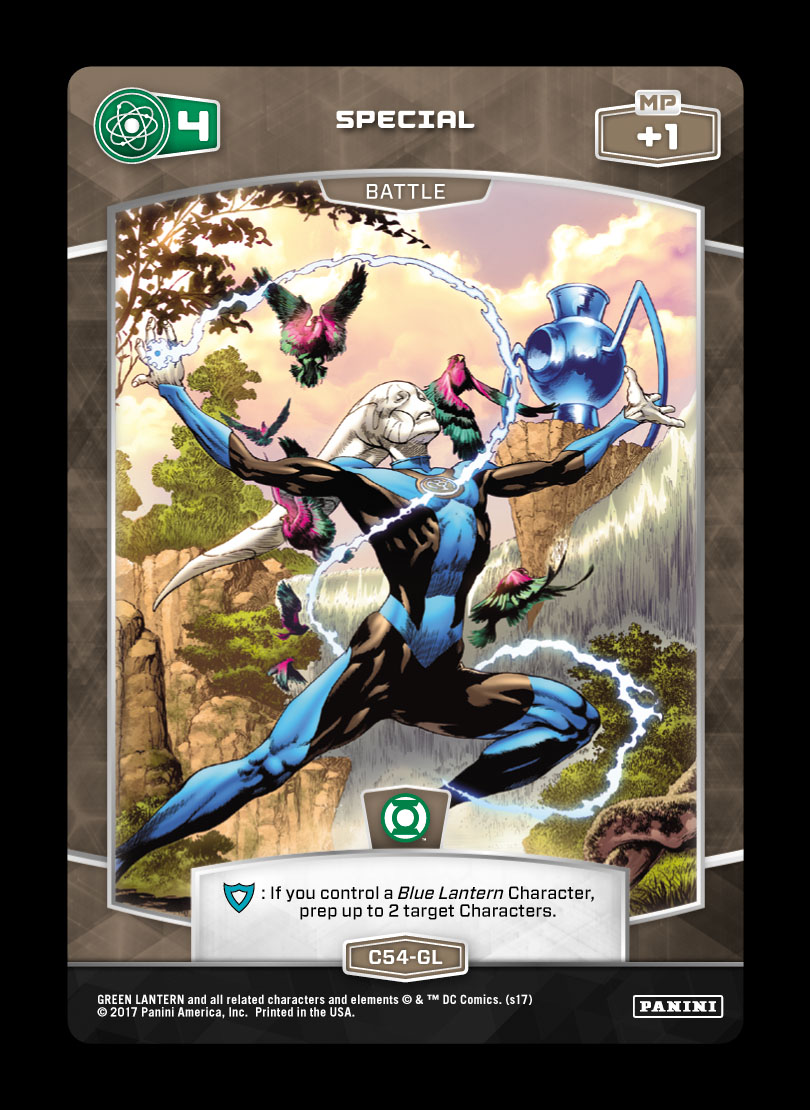 4
SPECIAL
MP
+1
BATTLE
™
: If you control a Blue Lantern Character,
prep up to 2 target Characters.
C54-GL
GREEN LANTERN and all related characters and elements © & ™ DC Comics. (s17)
© 2017 Panini America, Inc. Printed in the USA.
PANINI